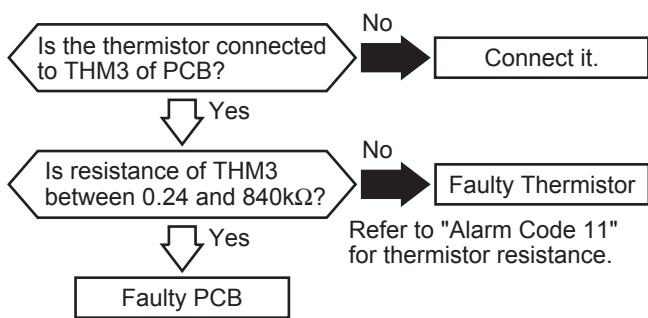 Is the thermistor connected
to THM3 of PCB?
No
Connect it.
Yes
Is resistance of THM3
between 0.24 and 840kΩ?
No
Faulty Thermistor
Refer to "Alarm Code 11"
for thermistor resistance.
Yes
Faulty PCB